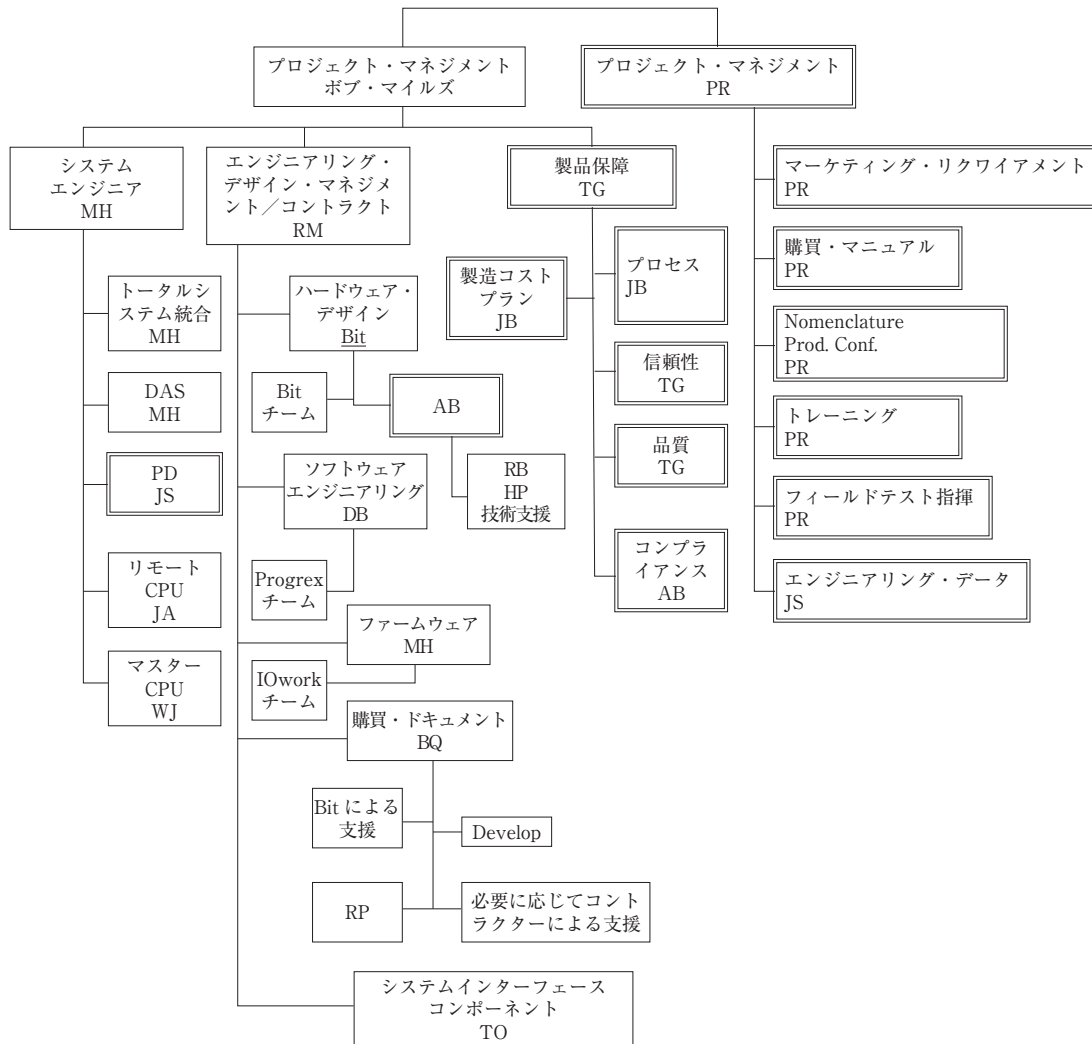 プロジェクト・マネジメント
ボブ・マイルズ
プロジェクト・マネジメント
PR
システム
エンジニア
MH
エンジニアリング・
デザイン・マネジメ
ント／コントラクト
RM
製品保障
TG
マーケティング・リクワイアメント
PR
購買・マニュアル
PR
Nomenclature
Prod. Conf.
PR
トレーニング
PR
フィールドテスト指揮
PR
エンジニアリング・データ
JS
トータルシ
ステム統合
MH
DAS
MH
PD
JS
リモート
CPU
JA
マスター
CPU
WJ
ハードウェア・
デザイン
Bit
Bit
チーム
AB
RB
HP
技術支援
ソフトウェア
エンジニアリング
DB
Progrex
チーム
ファームウェア
MH
IOwork
チーム
購買・ドキュメント
BQ
Bit による
支援
Develop
RP
必要に応じてコント
ラクターによる支援
システムインターフェース
コンポーネント
TO
製造コスト
プラン
JB
プロセス
JB
信頼性
TG
品質
TG
コンプラ
イアンス
AB